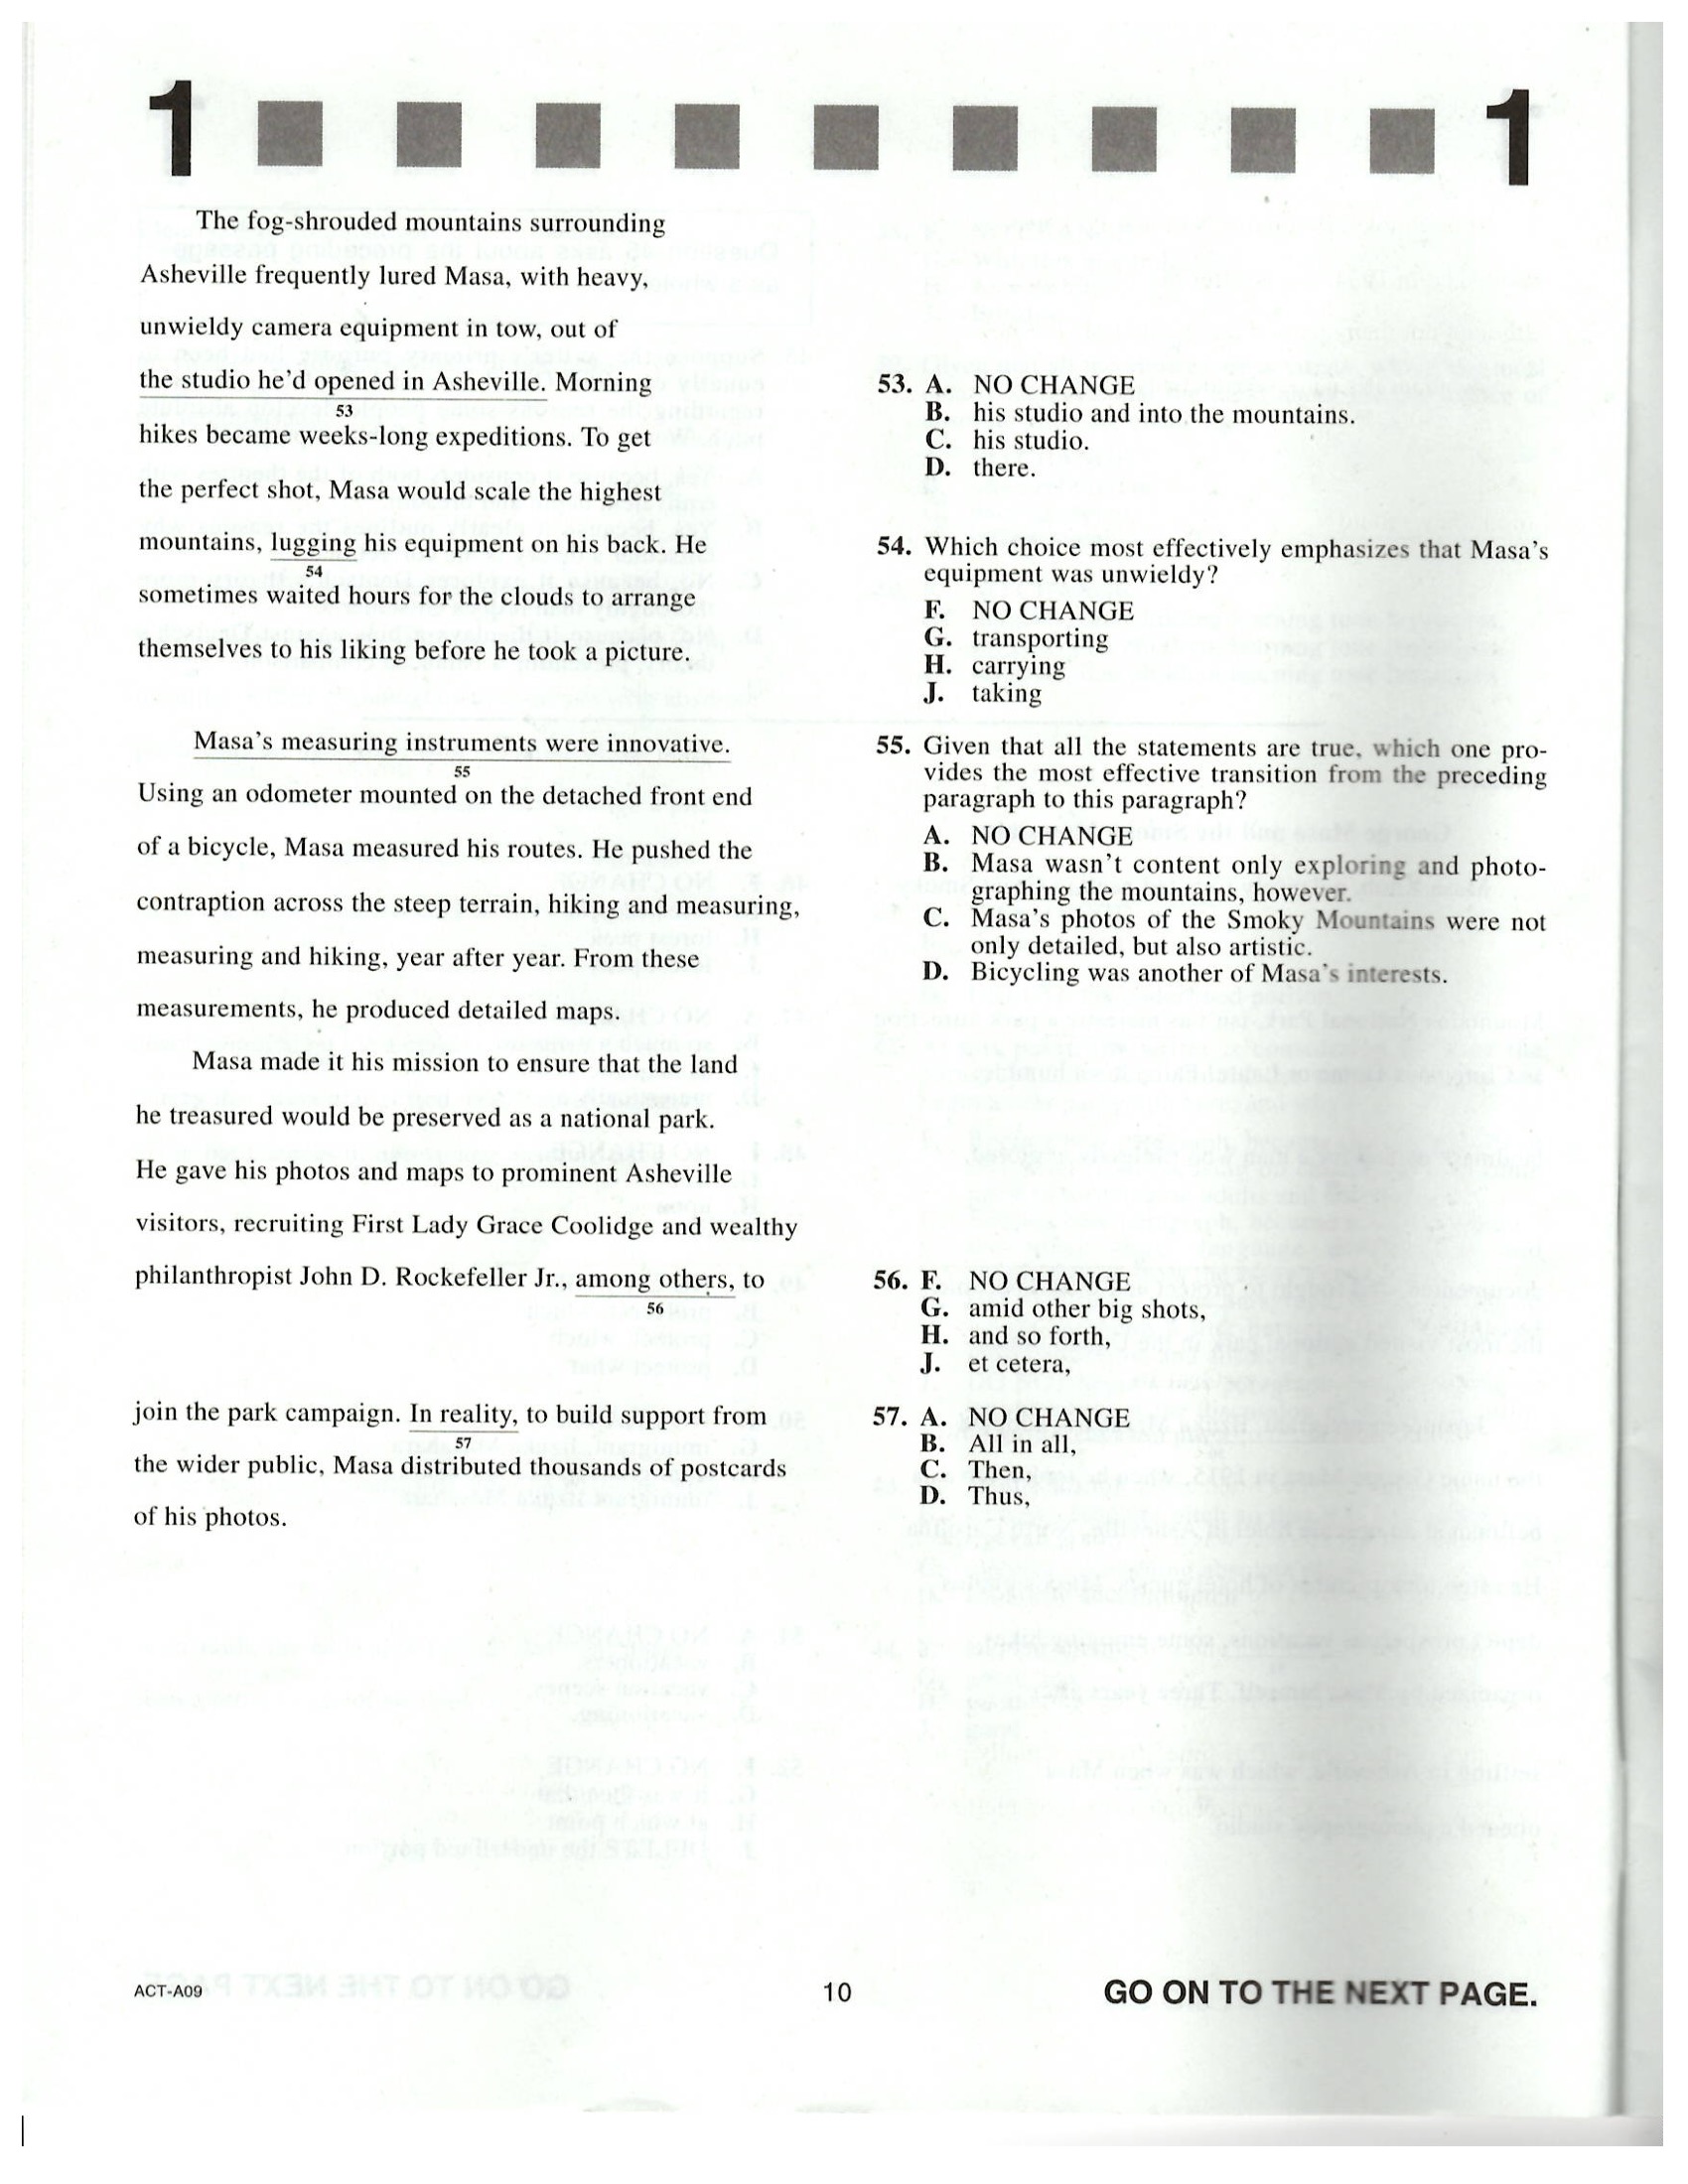 1 1
The fog-shrouded mountains surrounding
Asheville frequently lured Masa, with heavy,
unwieldy camera equipment in tow, out of
the studio he'd opened in Asheville. Morning
53
hikes became weeks-long expeditions. To get
the perfect shot, Masa would scale the highest
mountains, lugging his equipment on his back. He
54
sometimes waited hours for the clouds to arrange
themselves to his liking before he took a picture.
Masa's measuring instruments were innovative.
55
Using an odometer mounted on the detached front end
of a bicycle, Masa measured his routes. He pushed the
contraption across the steep terrain, hiking and measuring,
measuring and hiking, year after year. From these
measurements, he produced detailed maps.
Masa made it his mission to ensure that the land
he treasured would be preserved as a national park.
He gave his photos and maps to prominent Asheville
visitors, recruiting First Lady Grace Coolidge and wealthy
philanthropist John D. Rockefeller Jr., among others, to
56
join the park campaign. In reality, to build support from
57
the wider public, Masa distributed thousands of postcards
of his photos.
53. A. NO CHANGE
B. his studio and into the mountains.
C. his studio.
D. there.
54. Which choice most effectively emphasizes that Masa's
equipment was unwieldy?
F. NO CHANGE
G. transporting
H. carrying
J. taking
55. Given that all the statements are true, which one pro-
vides the most effective transition from the preceding
paragraph to this paragraph?
A. NO CHANGE
B. Masa wasn't content only exploring and photo-
graphing the mountains, however.
C. Masa's photos of the Smoky Mountains were not
only detailed, but also artistic.
D. Bicycling was another of Masa's interests.
56. F. NO CHANGE
G. amid other big shots,
H. and so forth,
J. et cetera,
57. A. NO CHANGE
B. All in all,
C. Then,
D. Thus,
ACT-A09
10
GO ON TO THE NEXT PAGE.